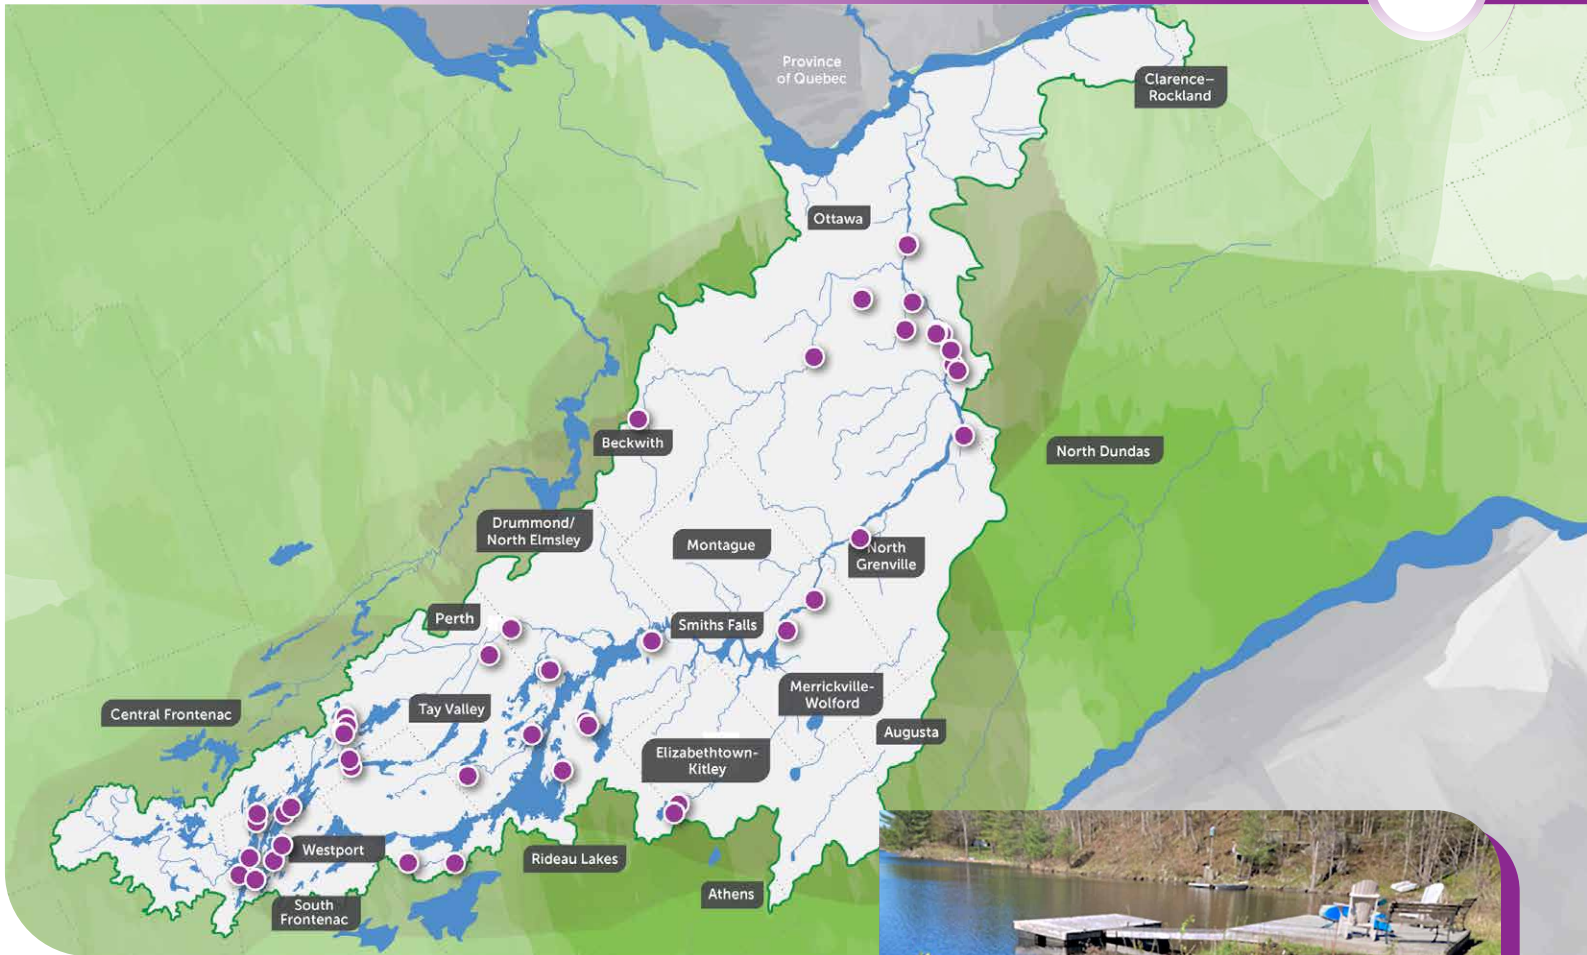 Province
of Quebec
Clarence–
Rockland
Ottawa
Beckwith
North Dundas
Drummond/
North Elmsley
Montague
North
Grenville
Perth
Smiths Falls
Merrickville-
Wolford
Central Frontenac
Tay Valley
Augusta
Elizabethtown-
Kitley
Westport
Rideau Lakes
Athens
South
Frontenac